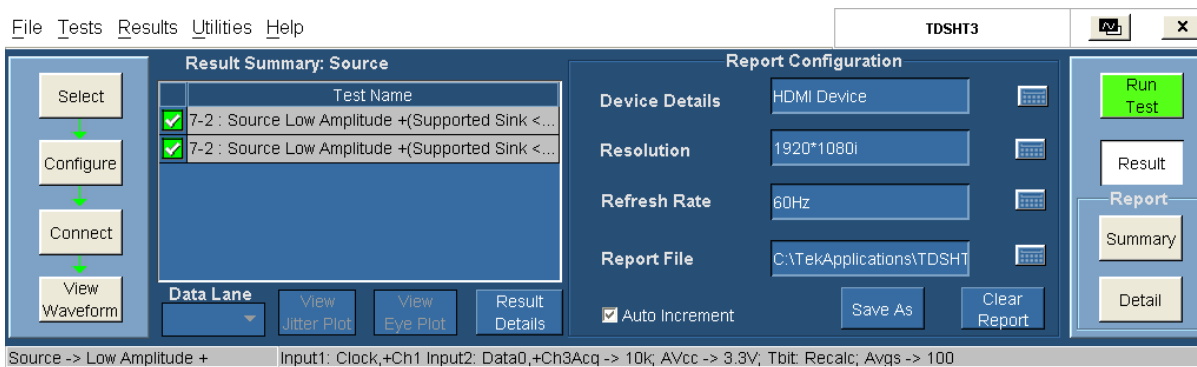 File Tests Results Utilities Help
TDSHT3
x
Result Summary: Source
Test Name
7-2 : Source Low Amplitude +(Supported Sink <...
7-2 : Source Low Amplitude +(Supported Sink <...
Select
Configure
Connect
View
Waveform
Data Lane
View
Jitter Plot
View
Eye Plot
Result
Details
Report Configuration
Device Details
HDMI Device
Resolution
1920*1080i
Refresh Rate
60Hz
Report File
C:\TekApplications\TDSHT
Auto Increment
Save As
Clear
Report
Run
Test
Result
Report
Summary
Detail
Source -> Low Amplitude +
Input1: Clock,+Ch1 Input2: Data0,+Ch3Acq -> 10k; AVcc -> 3.3V; Tbit: Recalc; Avgs -> 100